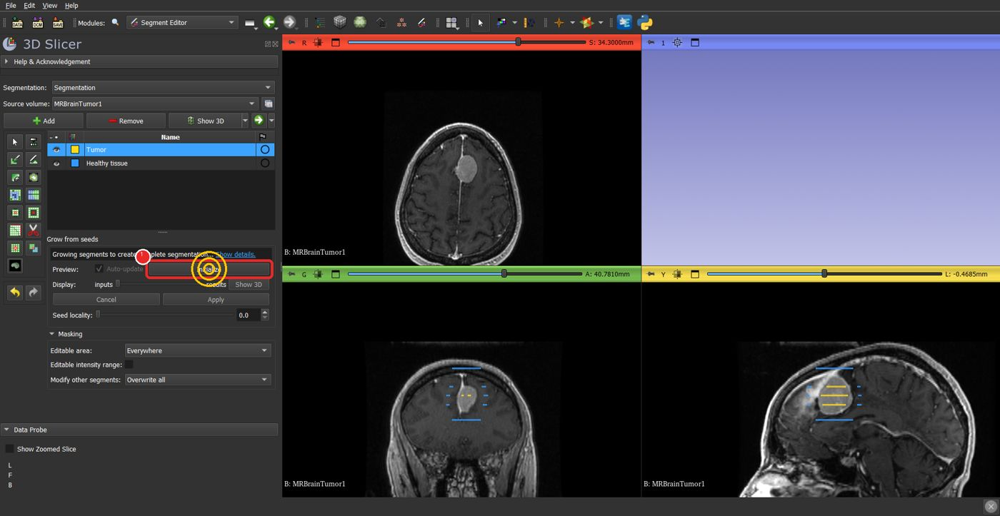 File Edit View Help
DATA DCM SAVE Modules: Segment Editor
3D Slicer
Help & Acknowledgement
Segmentation: Segmentation
Source volume: MRBrainTumor1
Add Remove Show 3D
Name
Tumor
Healthy tissue
Grow from seeds
Growing segments to create complete segmentation... Show details.
1
Preview: Auto-update Initialize
Display: inputs results Show 3D
Cancel Apply
Seed locality: 0.0
Masking
Editable area: Everywhere
Editable intensity range:
Modify other segments: Overwrite all
Data Probe
Show Zoomed Slice
L
F
B
R S: 34.3000mm
B: MRBrainTumor1
1
G A: 40.7810mm
B: MRBrainTumor1
Y L: -0.4685mm
B: MRBrainTumor1